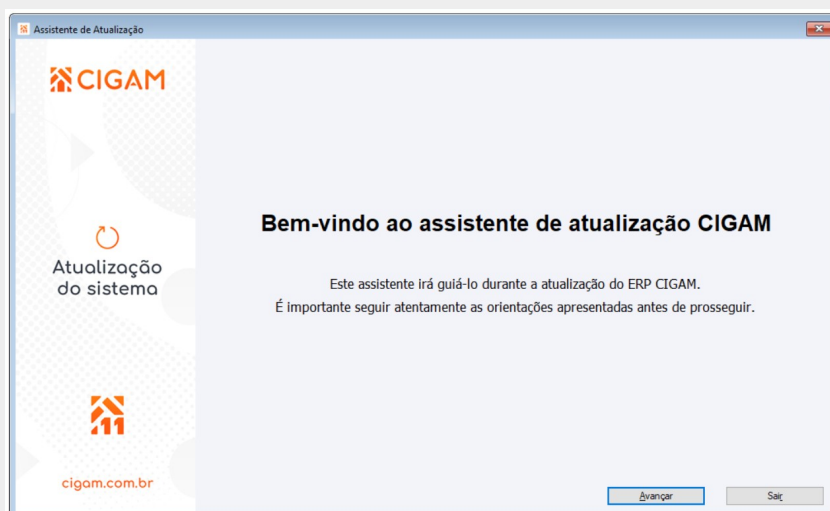 Assistente de Atualização
CIGAM
Atualização
do sistema
11
cigam.com.br
Bem-vindo ao assistente de atualização CIGAM
Este assistente irá guiá-lo durante a atualização do ERP CIGAM.
É importante seguir atentamente as orientações apresentadas antes de prosseguir.
Avançar
Sair